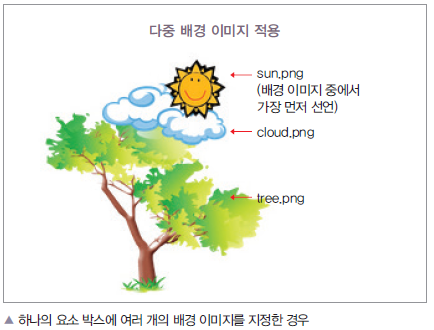 다중 배경 이미지 적용
sun.png
(배경 이미지 중에서
가장 먼저 선언)
cloud.png
tree.png
▲ 하나의 요소 박스에 여러 개의 배경 이미지를 지정한 경우